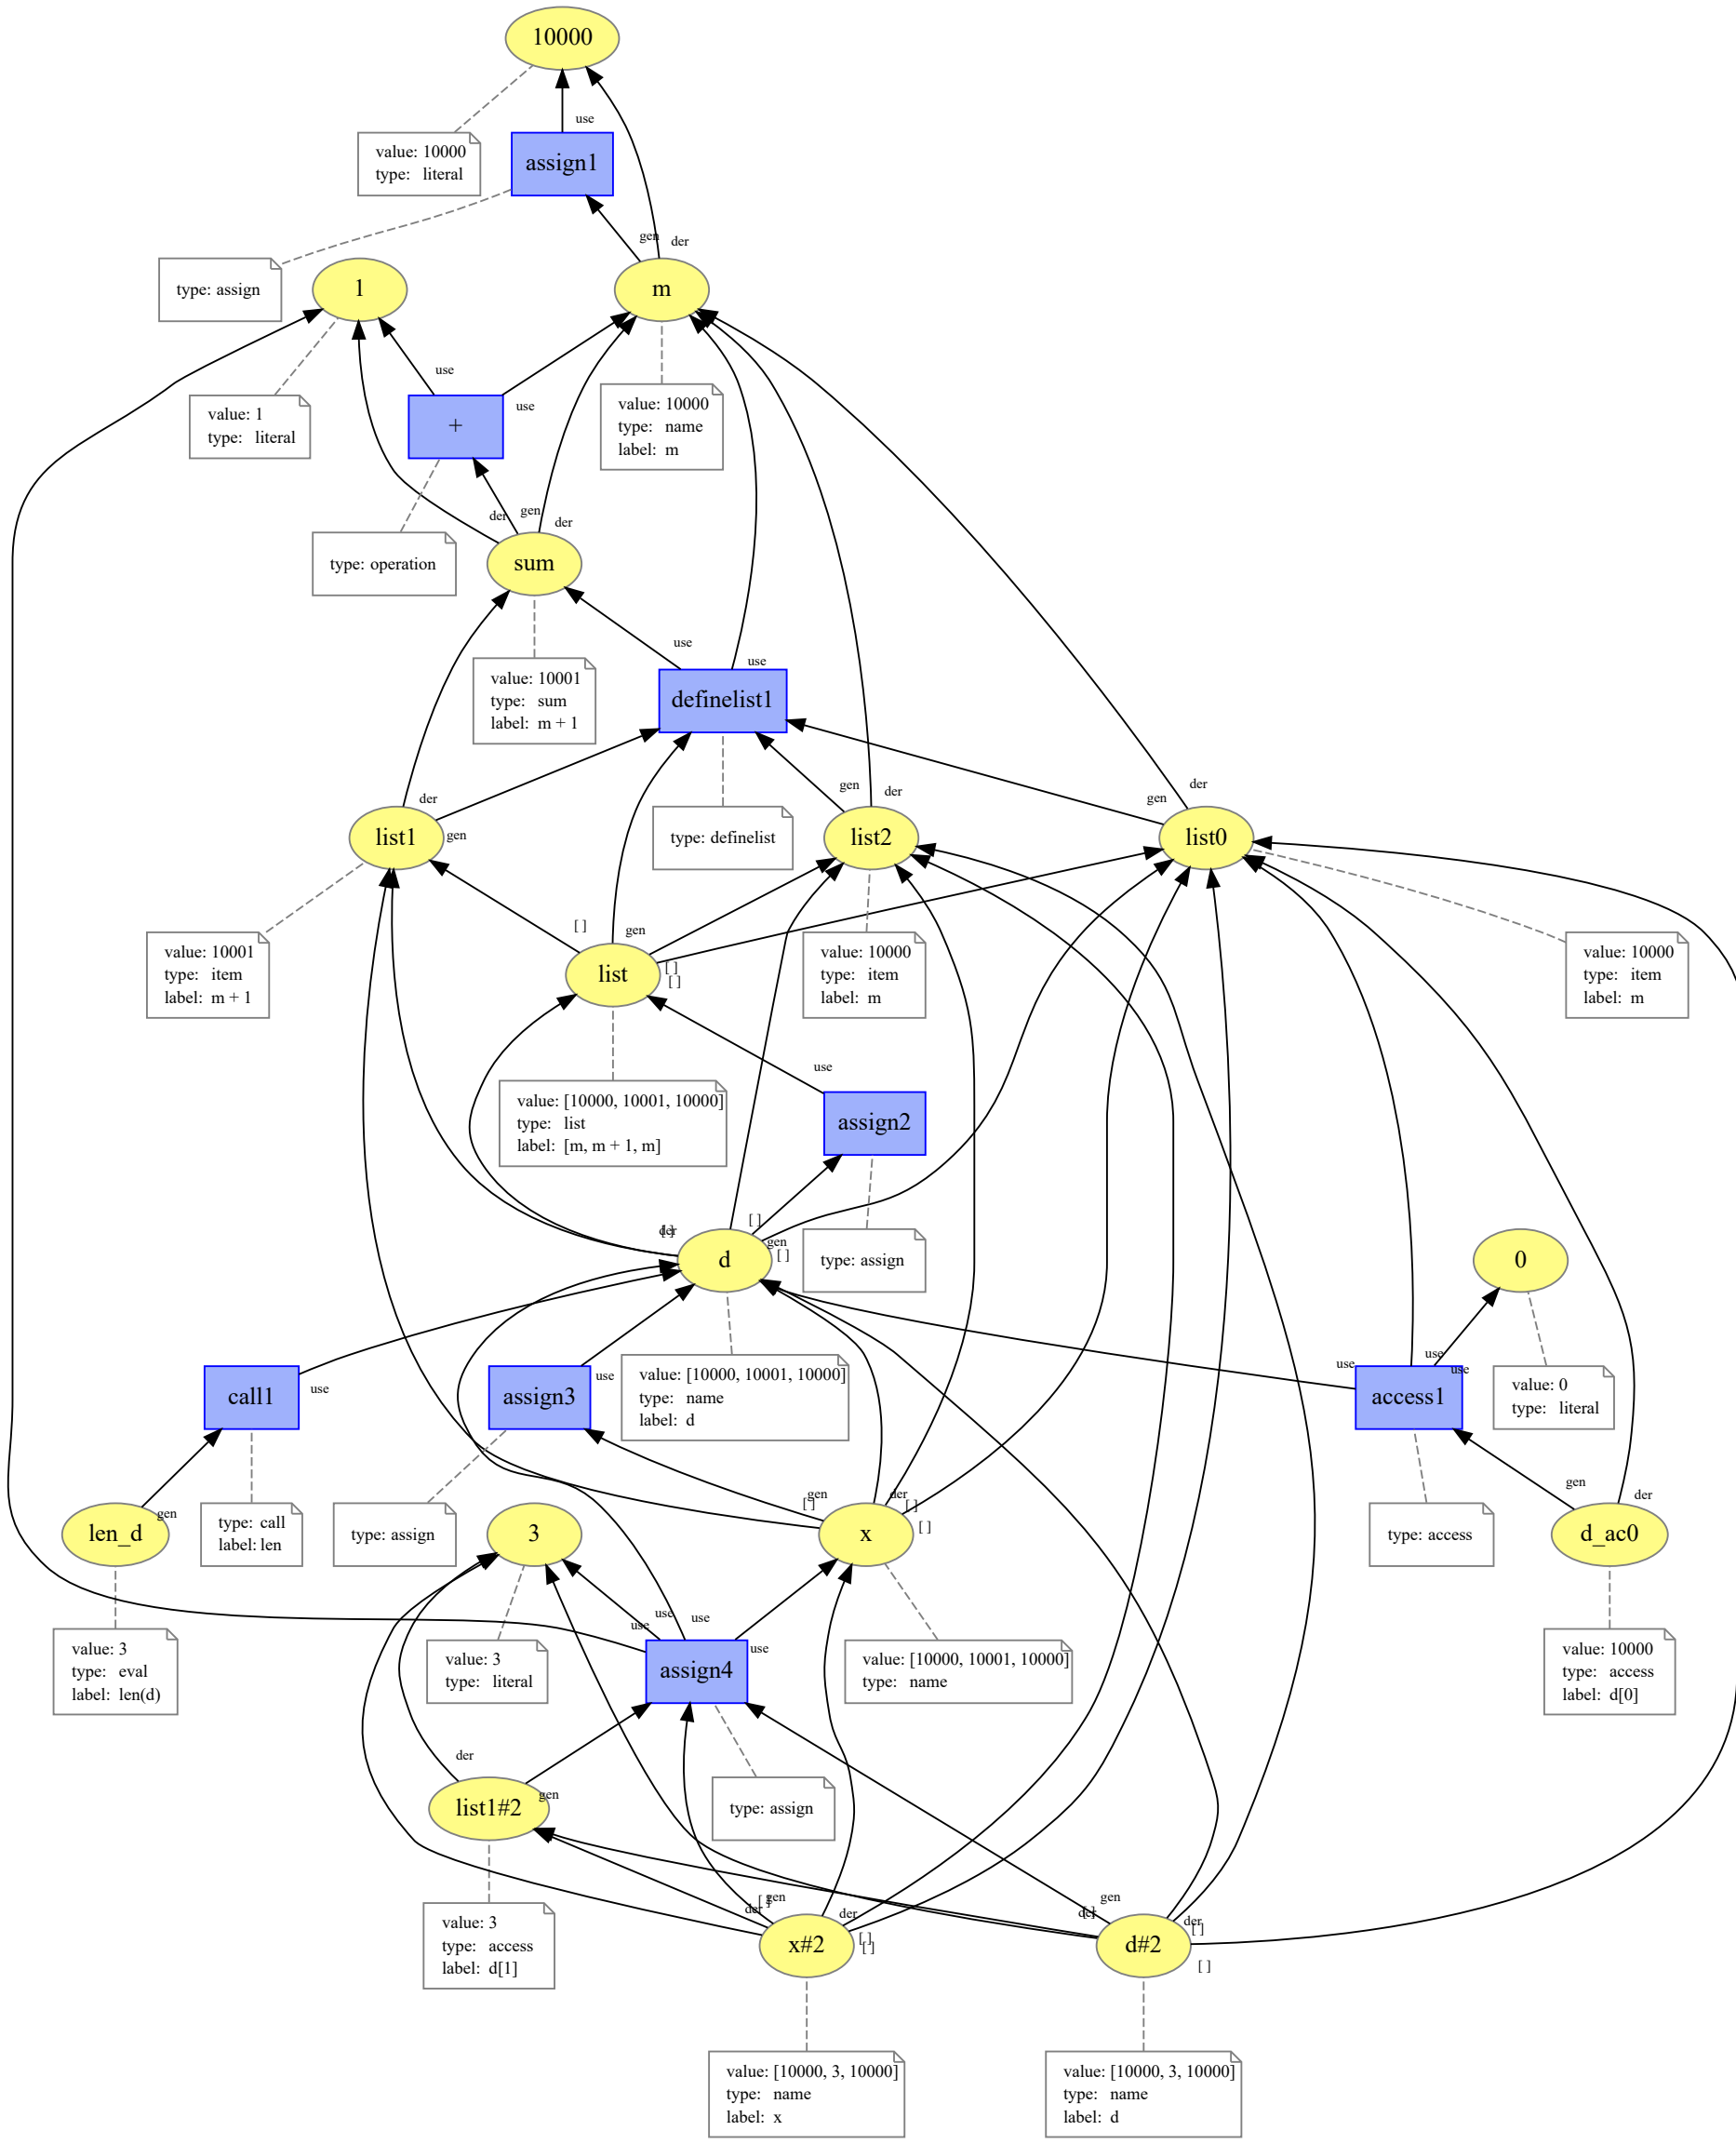 10000
use
value: 10000
type: literal
assign1
gen
der
type: assign
1
m
use
use
value: 1
type: literal
+
value: 10000
type: name
label: m
der
gen
der
type: operation
sum
use
use
value: 10001
type: sum
label: m + 1
definelist1
der
gen
der
gen
der
gen
list1
type: definelist
list2
list0
[ ]
gen
value: 10001
type: item
label: m + 1
list
[ ]
[ ]
value: 10000
type: item
label: m
value: 10000
type: item
label: m
use
value: [10000, 10001, 10000]
type: list
label: [m, m + 1, m]
assign2
[ ]
der
[ ]
gen
[ ]
d
type: assign
0
use
use
use
use
use
call1
assign3
value: [10000, 10001, 10000]
type: name
label: d
access1
value: 0
type: literal
gen
[ ]
gen
der
[ ]
[ ]
gen
der
len_d
type: call
label: len
type: assign
3
x
type: access
d_ac0
use
use
use
use
value: 3
type: eval
label: len(d)
value: 3
type: literal
assign4
value: [10000, 10001, 10000]
type: name
value: 10000
type: access
label: d[0]
der
gen
list1#2
type: assign
[ ]
gen
der
der
[ ]
[ ]
gen
der
[ ]
der
[ ]
[ ]
value: 3
type: access
label: d[1]
x#2
d#2
value: [10000, 3, 10000]
type: name
label: x
value: [10000, 3, 10000]
type: name
label: d